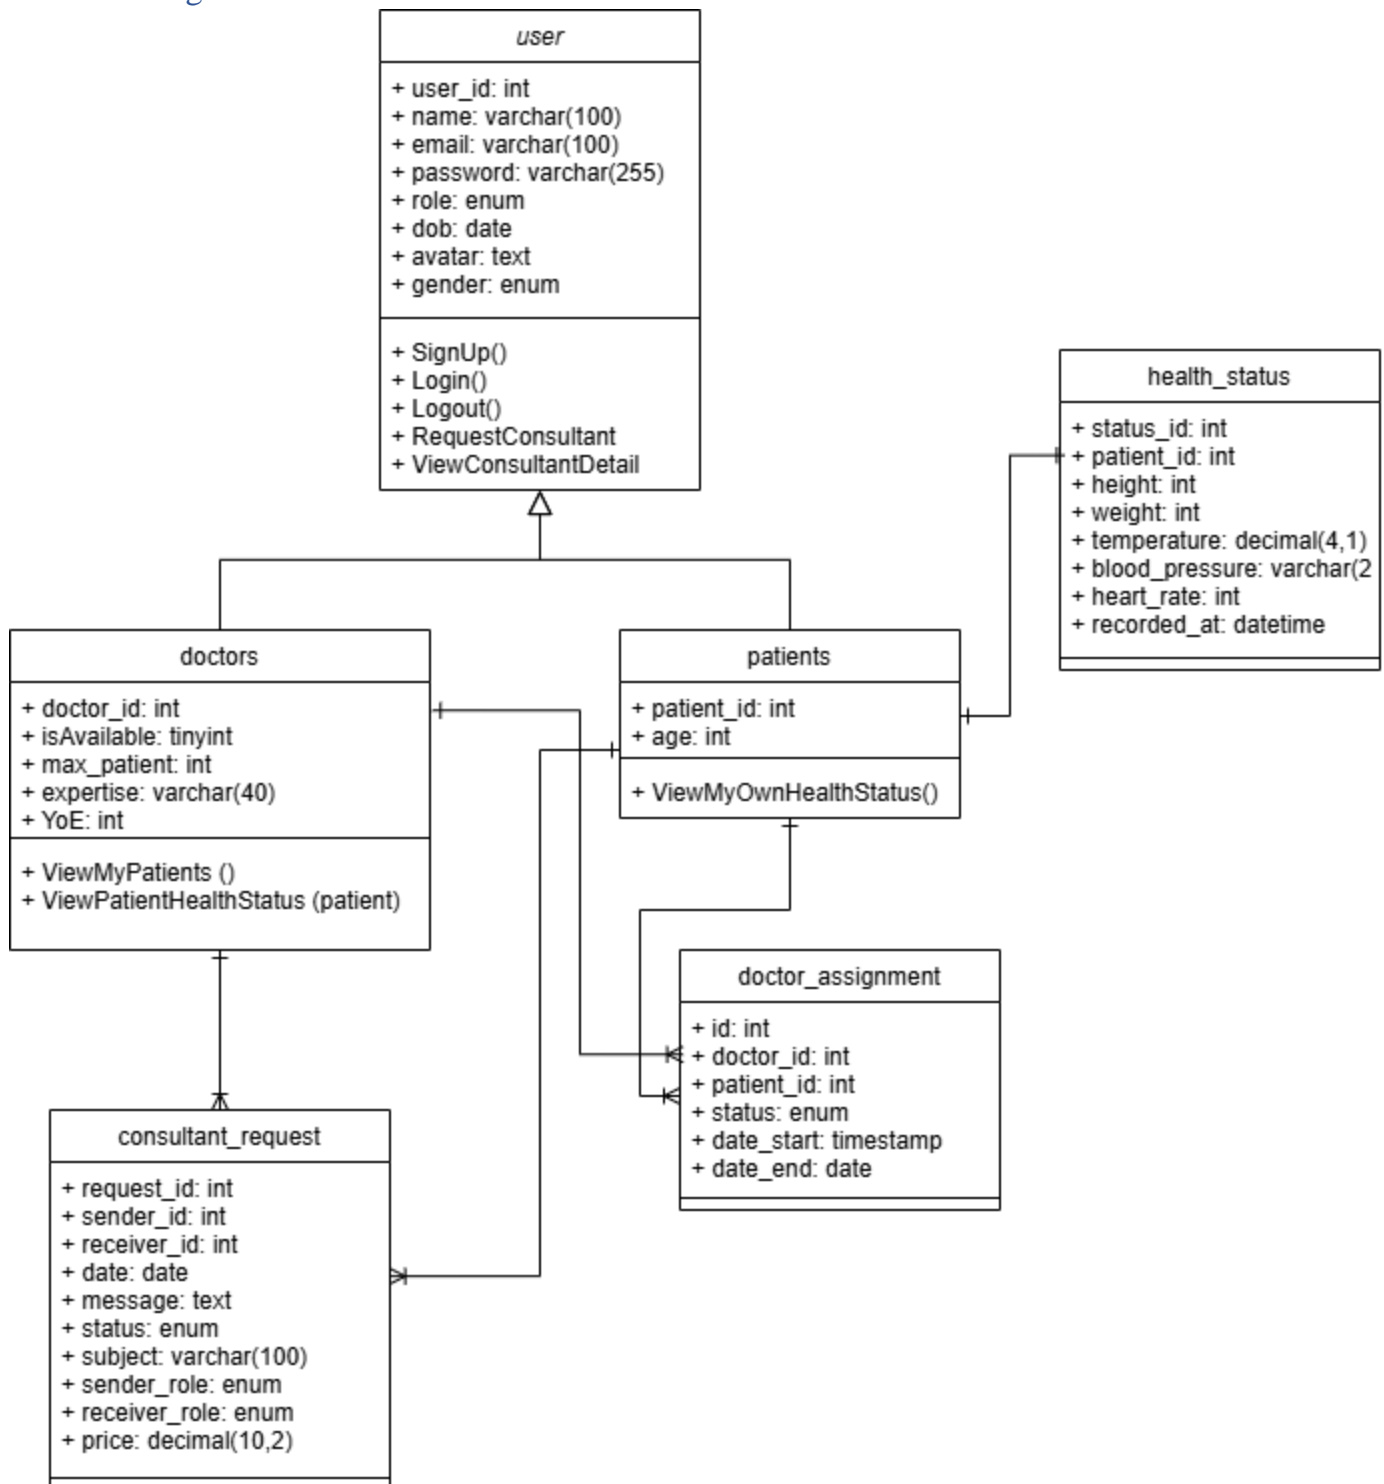 user
+ user_id: int
+ name: varchar(100)
+ email: varchar(100)
+ password: varchar(255)
+ role: enum
+ dob: date
+ avatar: text
+ gender: enum
+ SignUp()
+ Login()
+ Logout()
+ RequestConsultant
+ ViewConsultantDetail
health_status
+ status_id: int
+ patient_id: int
+ height: int
+ weight: int
+ temperature: decimal(4,1)
+ blood_pressure: varchar(2
+ heart_rate: int
+ recorded_at: datetime
doctors
+ doctor_id: int
+ isAvailable: tinyint
+ max_patient: int
+ expertise: varchar(40)
+ YoE: int
+ ViewMyPatients ()
+ ViewPatientHealthStatus (patient)
patients
+ patient_id: int
+ age: int
+ ViewMyOwnHealthStatus()
doctor_assignment
+ id: int
+ doctor_id: int
+ patient_id: int
+ status: enum
+ date_start: timestamp
+ date_end: date
consultant_request
+ request_id: int
+ sender_id: int
+ receiver_id: int
+ date: date
+ message: text
+ status: enum
+ subject: varchar(100)
+ sender_role: enum
+ receiver_role: enum
+ price: decimal(10,2)